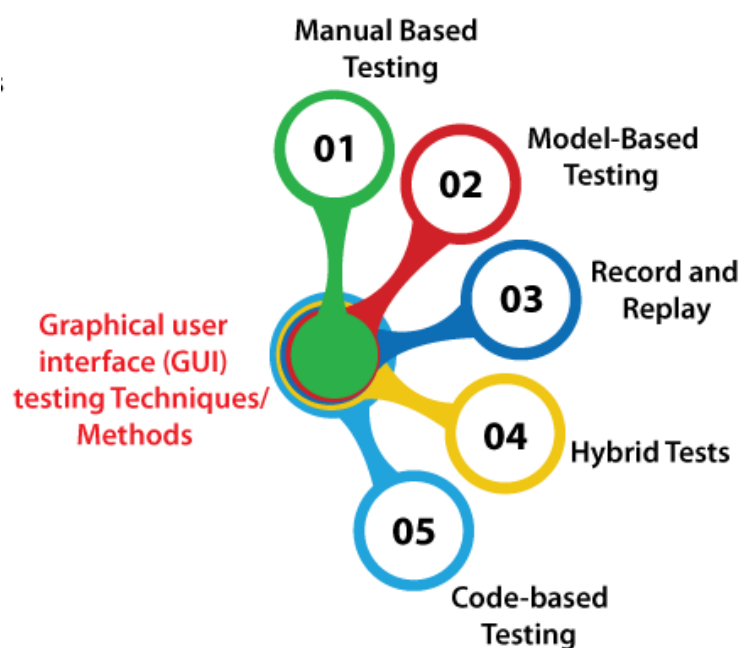 Manual Based
Testing
01
Model-Based
Testing
02
Record and
Replay
03
Graphical user
interface (GUI)
testing Techniques/
Methods
04
Hybrid Tests
05
Code-based
Testing